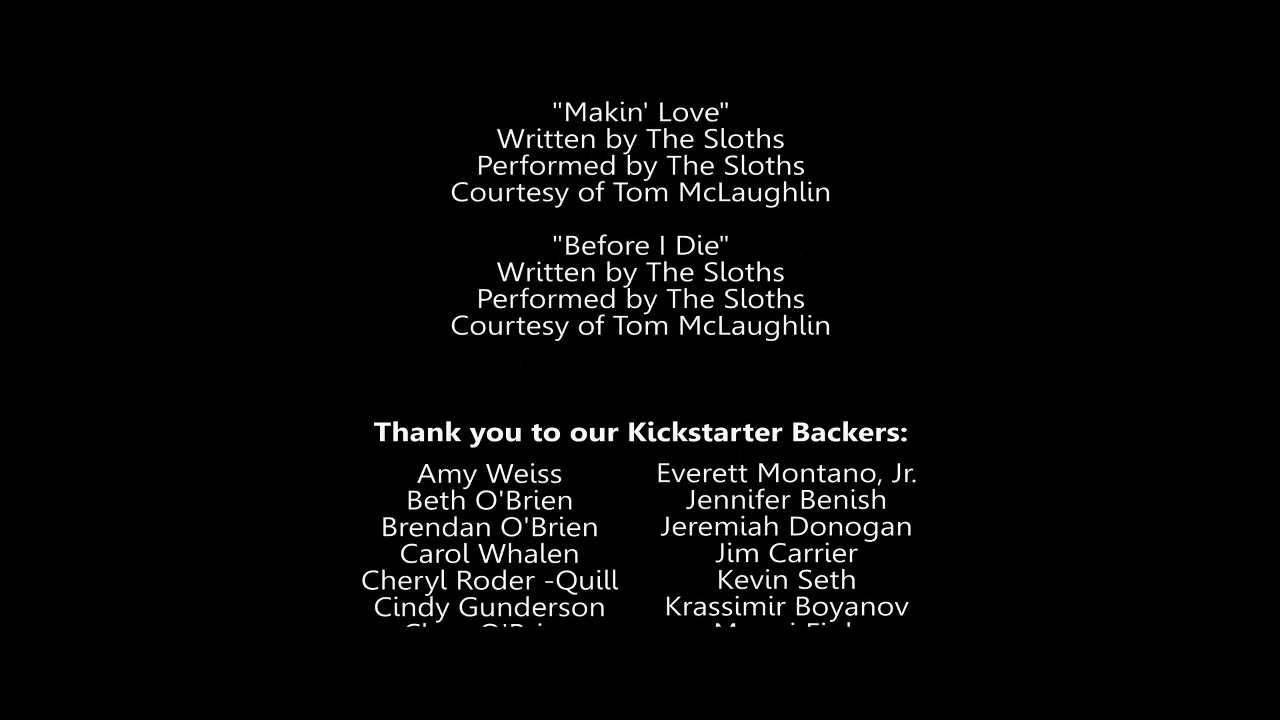 "Makin' Love"
Written by The Sloths
Performed by The Sloths
Courtesy of Tom McLaughlin
"Before I Die"
Written by The Sloths
Performed by The Sloths
Courtesy of Tom McLaughlin
Thank you to our Kickstarter Backers:
Amy Weiss
Beth O'Brien
Brendan O'Brien
Carol Whalen
Cheryl Roder -Quill
Cindy Gunderson
Everett Montano, Jr.
Jennifer Benish
Jeremiah Donogan
Jim Carrier
Kevin Seth
Krassimir Boyanov